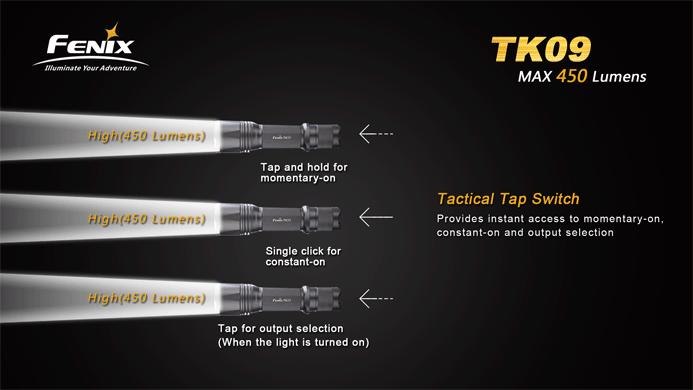 FENIX
Illuminate Your Adventure
TK09
MAX 450 Lumens
High(450 Lumens)
Tap and hold for
momentary-on
High(450 Lumens)
Single click for
constant-on
High(450 Lumens)
Tap for output selection
(When the light is turned on)
Tactical Tap Switch
Provides instant access to momentary-on,
constant-on and output selection